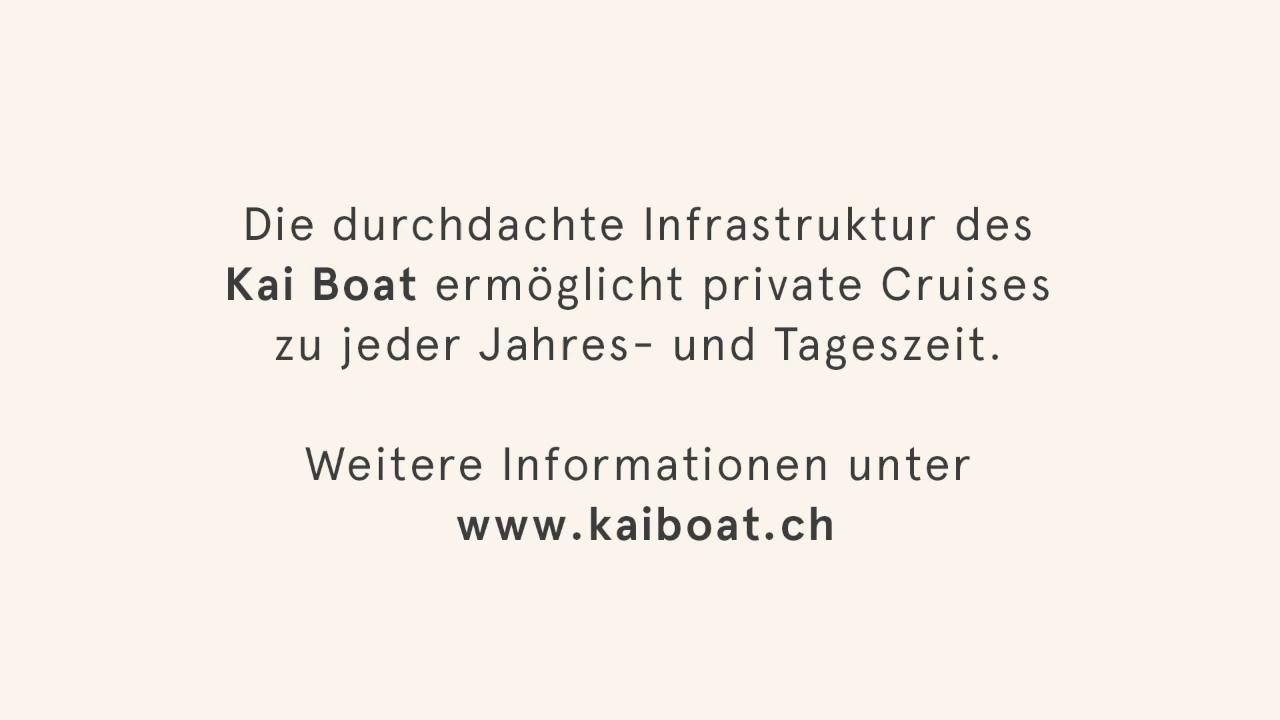 Die durchdachte Infrastruktur des
Kai Boat ermöglicht private Cruises
zu jeder Jahres- und Tageszeit.
Weitere Informationen unter
www.kaiboat.ch